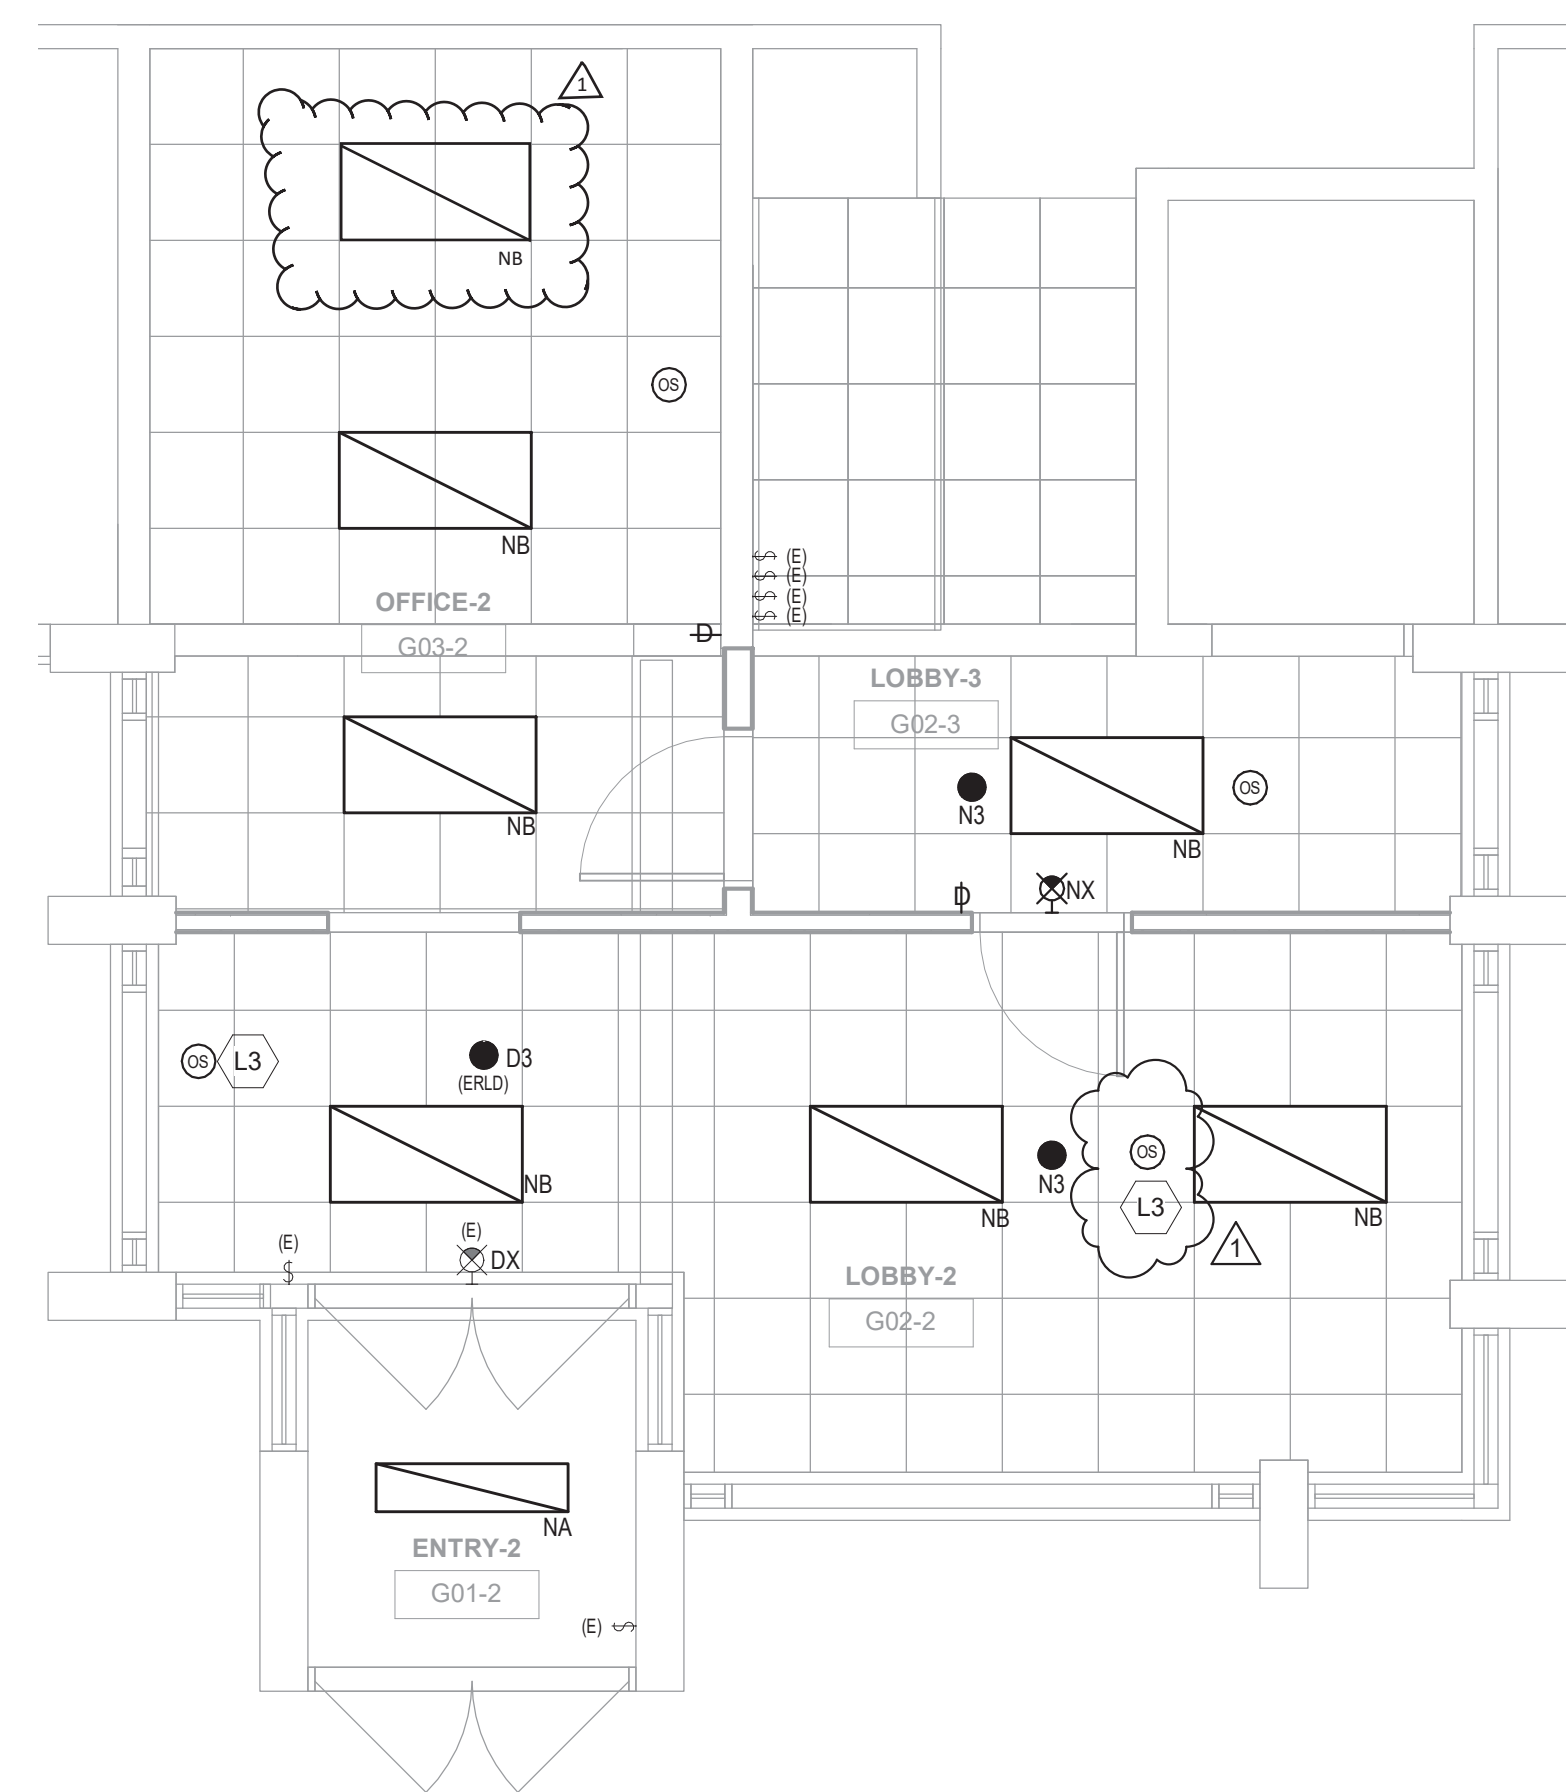 1
NB
OS
NB
$ (E)
$ (E)
$ (E)
$ (E)
OFFICE-2
D
G03-2
LOBBY-3
G02-3
N3
OS
NB
NB
D
NX
OS
L3
D3
(ERLD)
NB
N3
OS
L3
NB
NB
1
(E)
$
(E)
DX
LOBBY-2
G02-2
NA
ENTRY-2
G01-2
(E) $